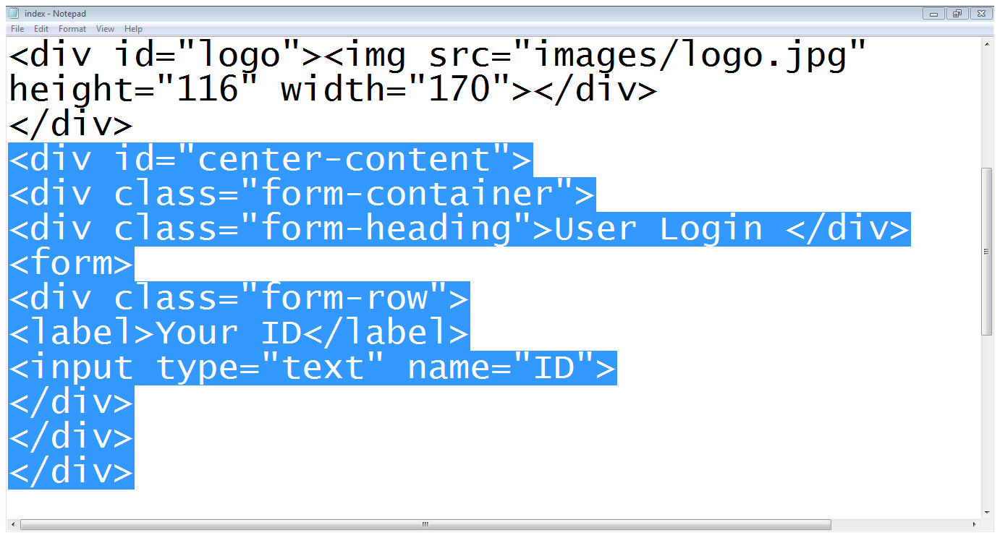 index - Notepad
File Edit Format View Help
<div id="logo"><img src="images/logo.jpg"
height="116" width="170"></div>
</div>
<div id="center-content">
<div class="form-container">
<div class="form-heading">User Login </div>
<form>
<div class="form-row">
<label>Your ID</label>
<input type="text" name="ID">
</div>
</div>
</div>